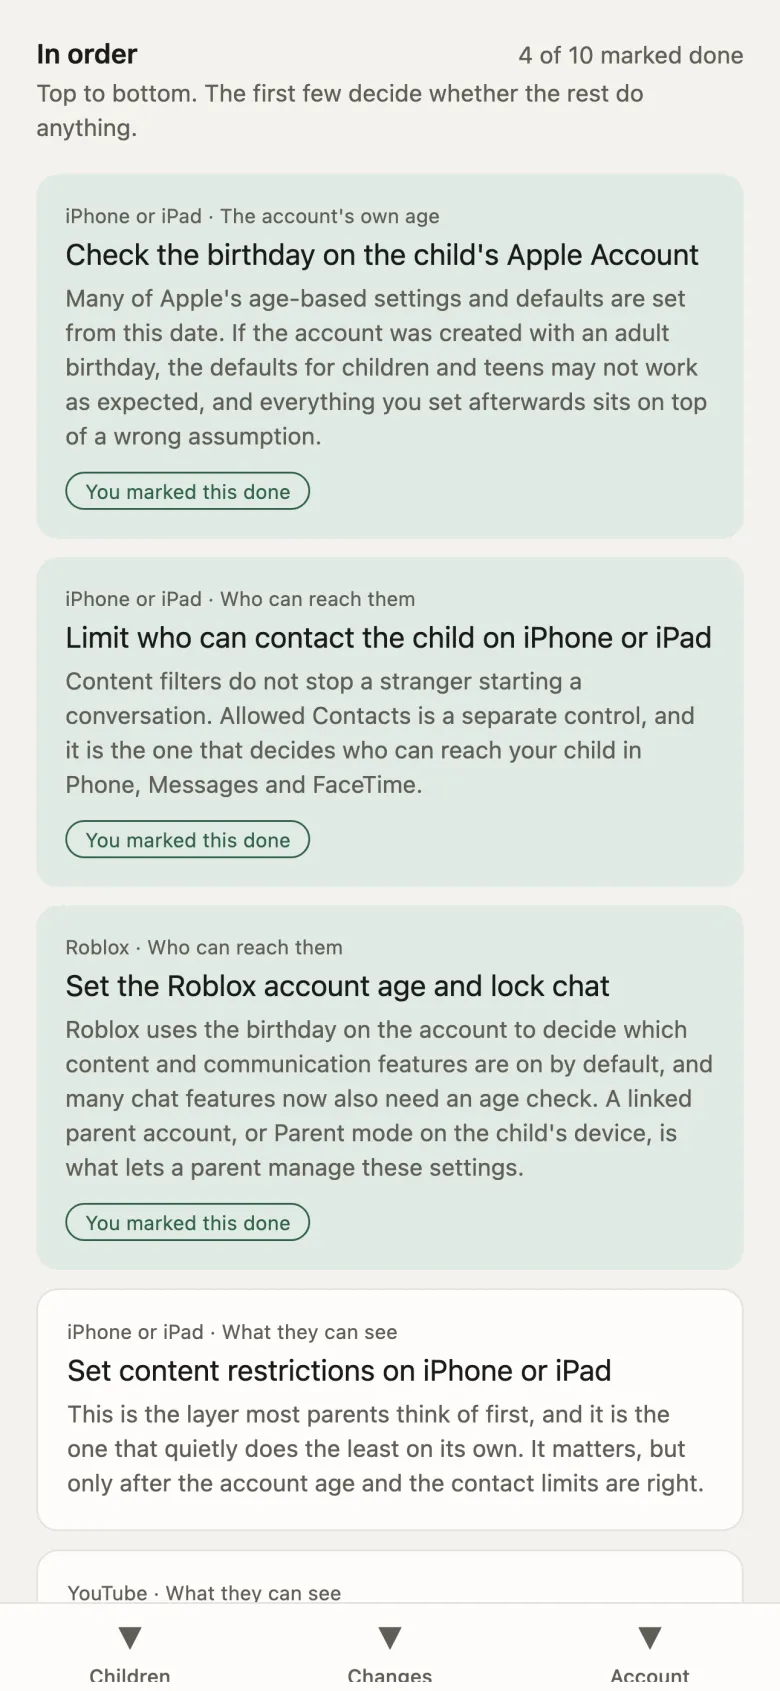 In order
4 of 10 marked done
Top to bottom. The first few decide whether the rest do
anything.
iPhone or iPad · The account's own age
Check the birthday on the child's Apple Account
Many of Apple's age-based settings and defaults are set
from this date. If the account was created with an adult
birthday, the defaults for children and teens may not work
as expected, and everything you set afterwards sits on top
of a wrong assumption.
You marked this done
iPhone or iPad · Who can reach them
Limit who can contact the child on iPhone or iPad
Content filters do not stop a stranger starting a
conversation. Allowed Contacts is a separate control, and
it is the one that decides who can reach your child in
Phone, Messages and FaceTime.
You marked this done
Roblox · Who can reach them
Set the Roblox account age and lock chat
Roblox uses the birthday on the account to decide which
content and communication features are on by default, and
many chat features now also need an age check. A linked
parent account, or Parent mode on the child's device, is
what lets a parent manage these settings.
You marked this done
iPhone or iPad · What they can see
Set content restrictions on iPhone or iPad
This is the layer most parents think of first, and it is the
one that quietly does the least on its own. It matters, but
only after the account age and the contact limits are right.
YouTube · What they can see
Children
Changes
Account